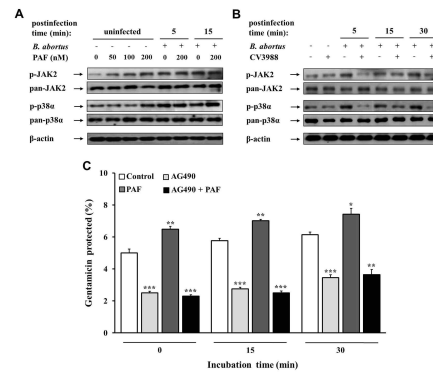 A
postinfection time (min): uninfected 5 15
B. abortus - - - - + + + +
PAF (nM) 0 50 100 200 0 200 0 200
p-JAK2
pan-JAK2
p-p38α
pan-p38α
β-actin
B
postinfection time (min): 5 15 30
B. abortus - - + + + + + +
CV3988 - + - + - + - +
p-JAK2
pan-JAK2
p-p38α
pan-p38α
β-actin
C
Control AG490
PAF AG490 + PAF
Gentamicin protected (%)
10
8
6
4
2
0
*** ** ***
*** ** ***
*** * **
0 15 30
Incubation time (min)